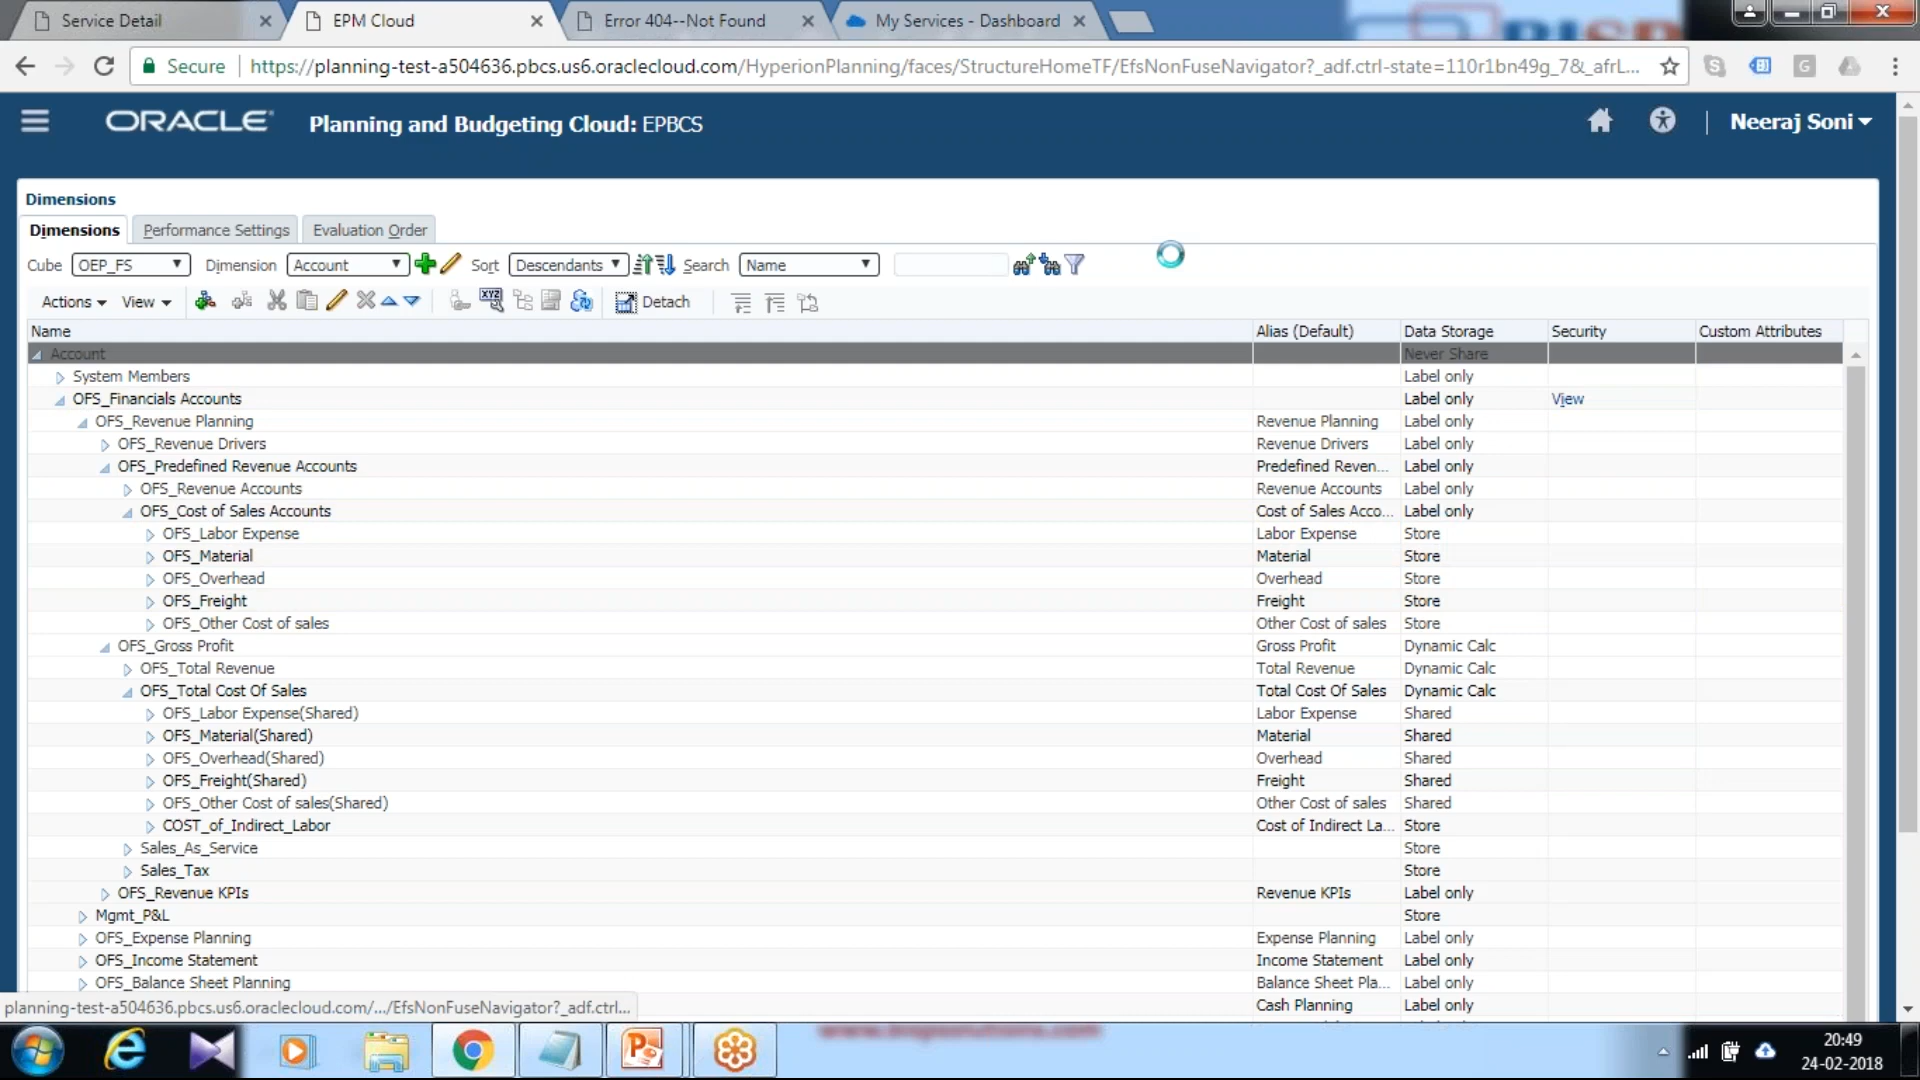 Service Detail
EPM Cloud
Error 404--Not Found
My Services - Dashboard
Secure
https://planning-test-a504636.pbcs.us6.oraclecloud.com/HyperionPlanning/faces/StructureHomeTF/EfsNonFuseNavigator?_adf.ctrl-state=110r1bn49g_7&_afrL...
ORACLE
Planning and Budgeting Cloud: EPBCS
Neeraj Soni
Dimensions
Dimensions Performance Settings Evaluation Order
Cube OEP_FS Dimension Account Sort Descendants Search Name
Actions View XYZ Detach
Name Alias (Default) Data Storage Security Custom Attributes
Account Never Share
System Members Label only
OFS_Financials Accounts Label only View
OFS_Revenue Planning Revenue Planning Label only
OFS_Revenue Drivers Revenue Drivers Label only
OFS_Predefined Revenue Accounts Predefined Reven... Label only
OFS_Revenue Accounts Revenue Accounts Label only
OFS_Cost of Sales Accounts Cost of Sales Acco... Label only
OFS_Labor Expense Labor Expense Store
OFS_Material Material Store
OFS_Overhead Overhead Store
OFS_Freight Freight Store
OFS_Other Cost of sales Other Cost of sales Store
OFS_Gross Profit Gross Profit Dynamic Calc
OFS_Total Revenue Total Revenue Dynamic Calc
OFS_Total Cost Of Sales Total Cost Of Sales Dynamic Calc
OFS_Labor Expense(Shared) Labor Expense Shared
OFS_Material(Shared) Material Shared
OFS_Overhead(Shared) Overhead Shared
OFS_Freight(Shared) Freight Shared
OFS_Other Cost of sales(Shared) Other Cost of sales Shared
COST_of_Indirect_Labor Cost of Indirect La... Store
Sales_As_Service Store
Sales_Tax Store
OFS_Revenue KPIs Revenue KPIs Label only
Mgmt_P&L Store
OFS_Expense Planning Expense Planning Label only
OFS_Income Statement Income Statement Label only
OFS_Balance Sheet Planning Balance Sheet Pla... Label only
Cash Planning Label only
planning-test-a504636.pbcs.us6.oraclecloud.com/.../EfsNonFuseNavigator?_adf.ctrl...
20:49
24-02-2018